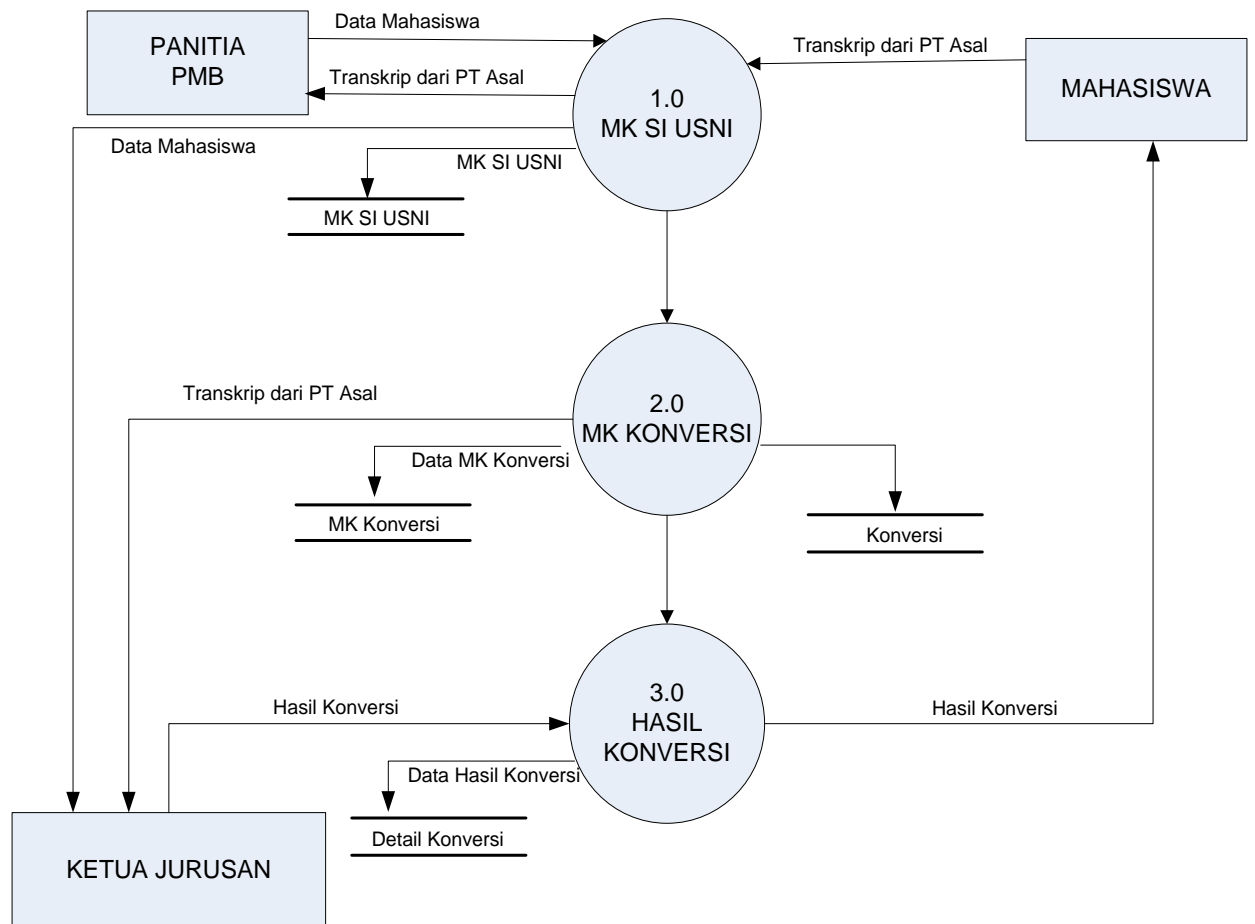 Data Mahasiswa
PANITIA
PMB
Transkrip dari PT Asal
Transkrip dari PT Asal
MAHASISWA
1.0
MK SI USNI
Data Mahasiswa
MK SI USNI
MK SI USNI
2.0
MK KONVERSI
Transkrip dari PT Asal
Data MK Konversi
MK Konversi
Konversi
3.0
HASIL
KONVERSI
Hasil Konversi
Hasil Konversi
Data Hasil Konversi
Detail Konversi
KETUA JURUSAN